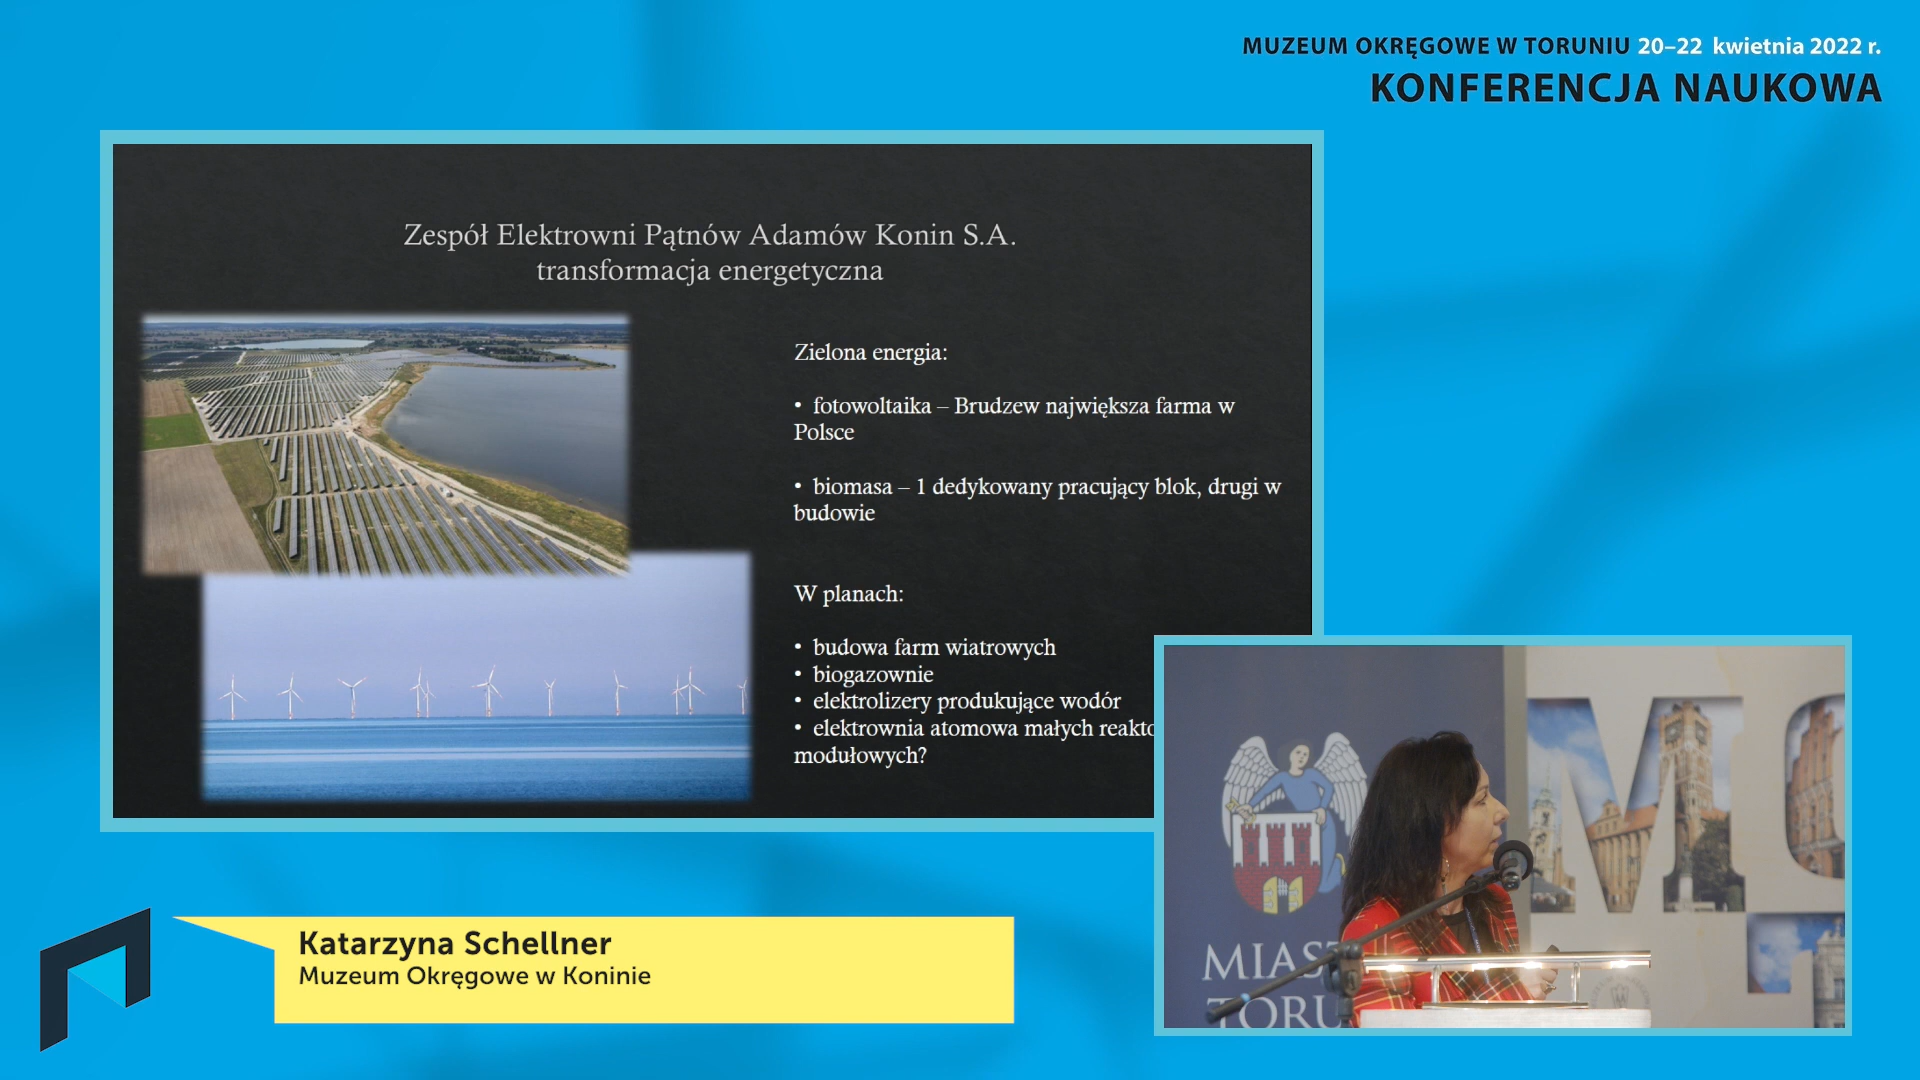 MUZEUM OKRĘGOWE W TORUNIU 20–22 kwietnia 2022 r.
KONFERENCJA NAUKOWA
Zespół Elektrowni Pątnów Adamów Konin S.A.
transformacja energetyczna
Zielona energia:
• fotowoltaika – Brudzew największa farma w
Polsce
• biomasa – 1 dedykowany pracujący blok, drugi w
budowie
W planach:
• budowa farm wiatrowych
• biogazownie
• elektrolizery produkujące wodór
• elektrownia atomowa małych reakto
modułowych?
MIAS
TORU
Katarzyna Schellner
Muzeum Okręgowe w Koninie